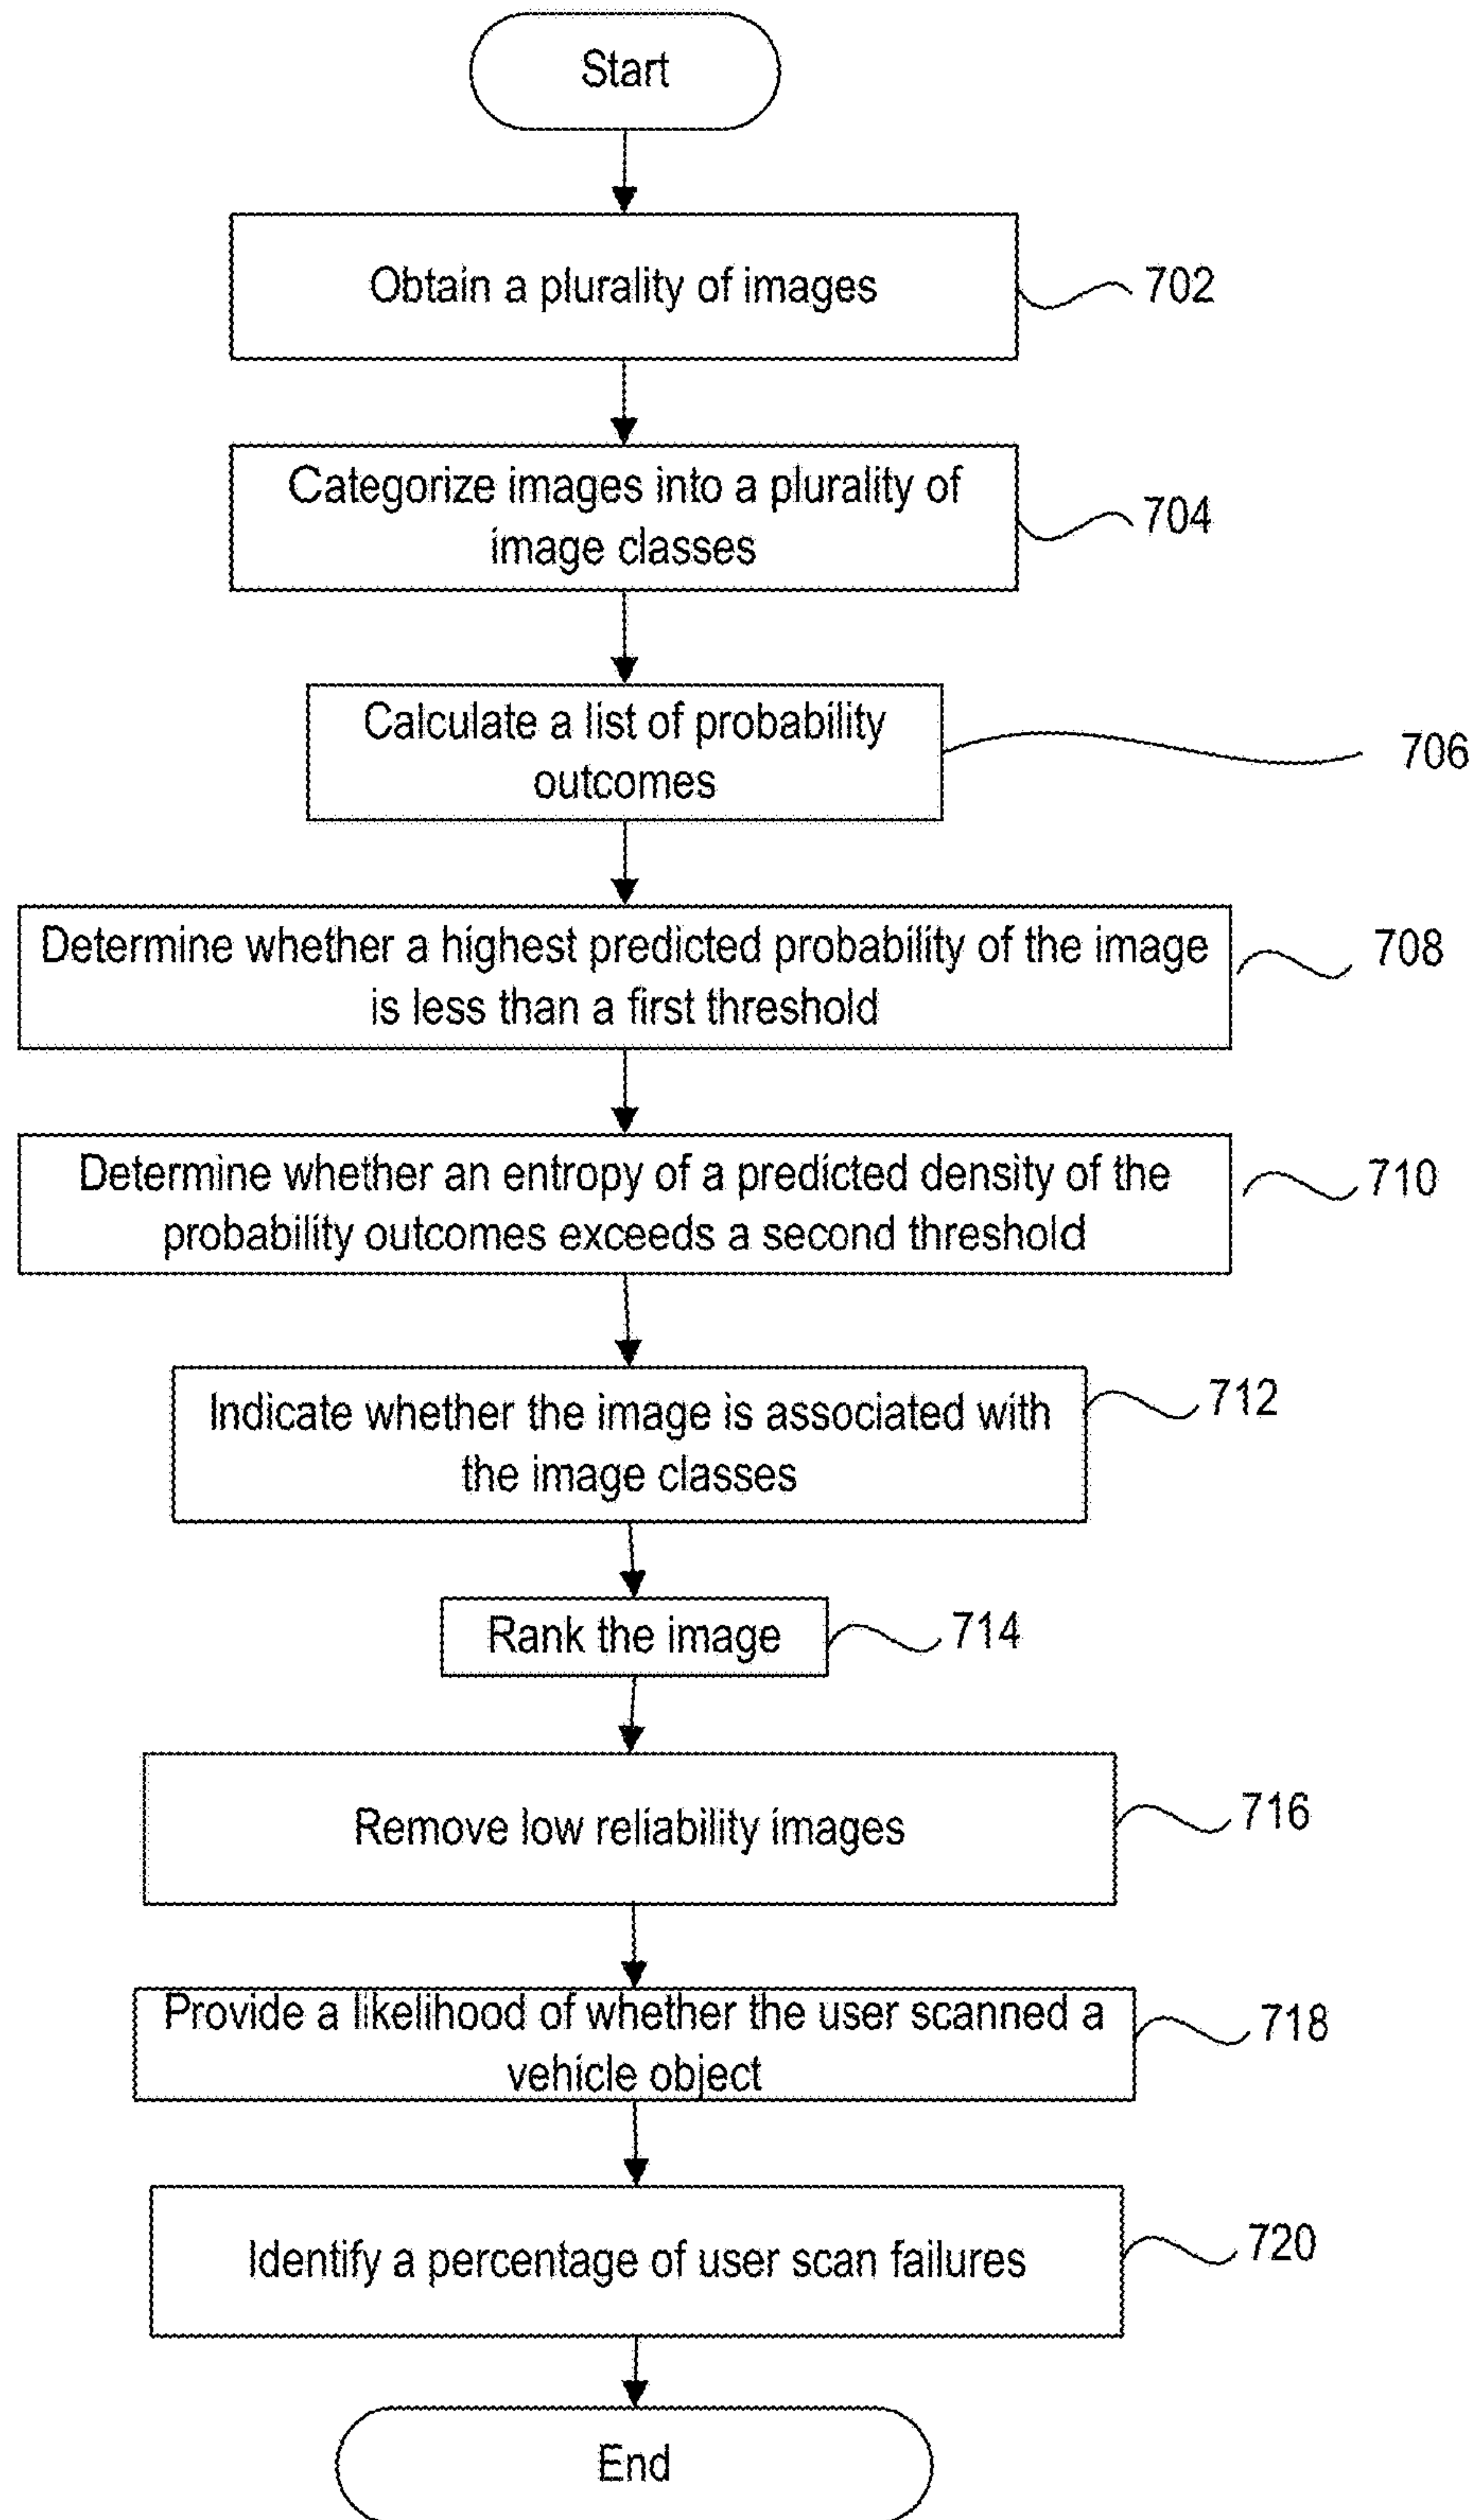 Start
Obtain a plurality of images
702
Categorize images into a plurality of
image classes
704
Calculate a list of probability
outcomes
706
Determine whether a highest predicted probability of the image
is less than a first threshold
708
Determine whether an entropy of a predicted density of the
probability outcomes exceeds a second threshold
710
Indicate whether the image is associated with
the image classes
712
Rank the image
714
Remove low reliability images
716
Provide a likelihood of whether the user scanned a
vehicle object
718
Identify a percentage of user scan failures
720
End